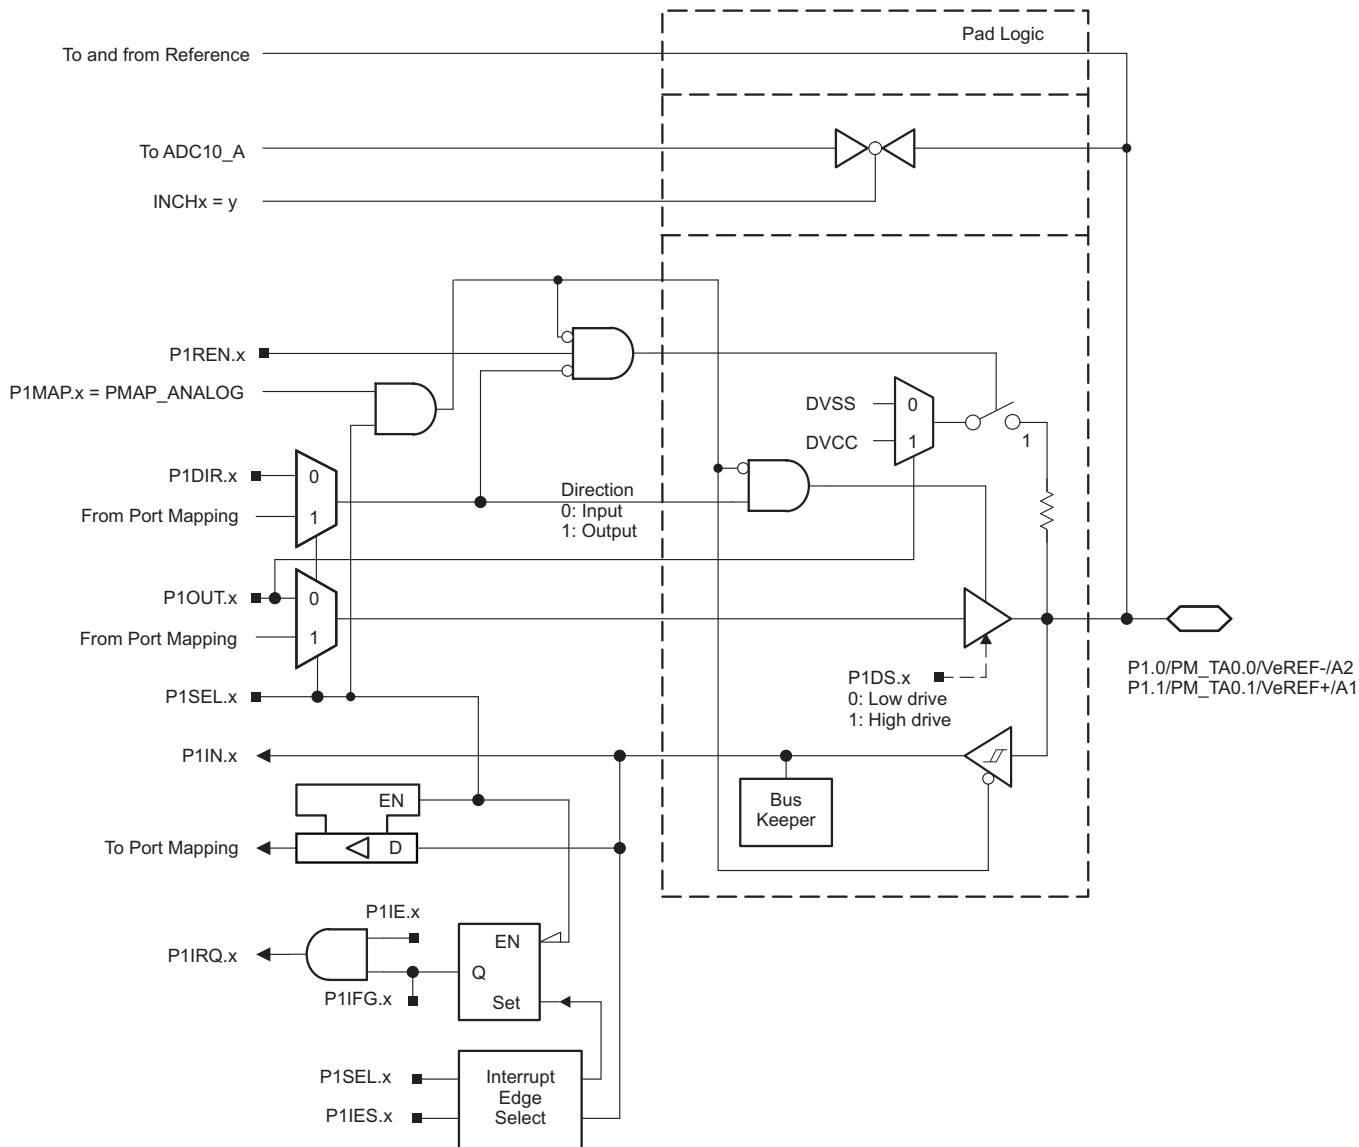 Pad Logic
To and from Reference
To ADC10_A
INCHx = y
P1REN.x
P1MAP.x = PMAP_ANALOG
DVSS
0
DVCC
1
1
P1DIR.x
0
From Port Mapping
1
Direction
0: Input
1: Output
P1OUT.x
0
From Port Mapping
1
P1DS.x
0: Low drive
1: High drive
P1.0/PM_TA0.0/VeREF-/A2
P1.1/PM_TA0.1/VeREF+/A1
P1SEL.x
P1IN.x
Bus
Keeper
EN
To Port Mapping
D
P1IE.x
P1IRQ.x
EN
Q
P1IFG.x
Set
P1SEL.x
P1IES.x
Interrupt
Edge
Select